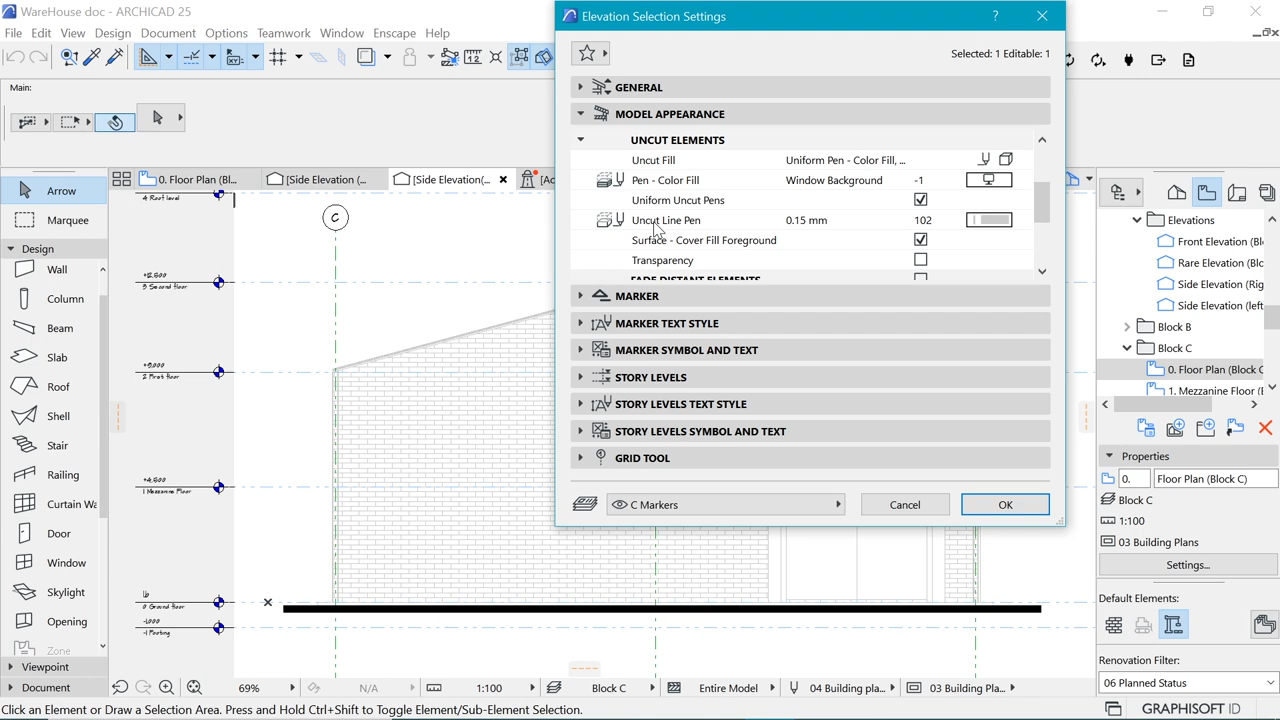 WareHouse doc - ARCHICAD 25
File Edit View Design Document Options Teamwork Window Enscape Help
Main:
0. Floor Plan (Bl...
[Side Elevation (...
[Side Elevation(...
Arrow
Marquee
Design
Wall
Column
Beam
Slab
Roof
Shell
Stair
Railing
Curtain Wa
Door
Window
Skylight
Opening
Zone
Viewpoint
Document
4 Roof level
3 Second floor
+9,000
2 First floor
+4,500
1 Mezzanine Floor
0 Ground floor
-1,000
-1 Footing
C
Elevation Selection Settings
?
Selected: 1 Editable: 1
GENERAL
MODEL APPEARANCE
UNCUT ELEMENTS
Uncut Fill Uniform Pen - Color Fill, ...
Pen - Color Fill Window Background -1
Uniform Uncut Pens
Uncut Line Pen 0.15 mm 102
Surface - Cover Fill Foreground
Transparency
FADE DISTANT ELEMENTS
MARKER
MARKER TEXT STYLE
MARKER SYMBOL AND TEXT
STORY LEVELS
STORY LEVELS TEXT STYLE
STORY LEVELS SYMBOL AND TEXT
GRID TOOL
C Markers
Cancel
OK
Elevations
Front Elevation (Bl
Rare Elevation (Blo
Side Elevation (Rig
Side Elevation (left
Block B
Block C
0. Floor Plan (Block C
1. Mezzanine Floor (
Properties
0. Floor Plan (Block C)
Block C
1:100
03 Building Plans
Settings...
Default Elements:
Renovation Filter:
06 Planned Status
69% N/A 1:100 Block C Entire Model 04 Building pla... 03 Building Pla...
Click an Element or Draw a Selection Area. Press and Hold Ctrl+Shift to Toggle Element/Sub-Element Selection.
GRAPHISOFT ID